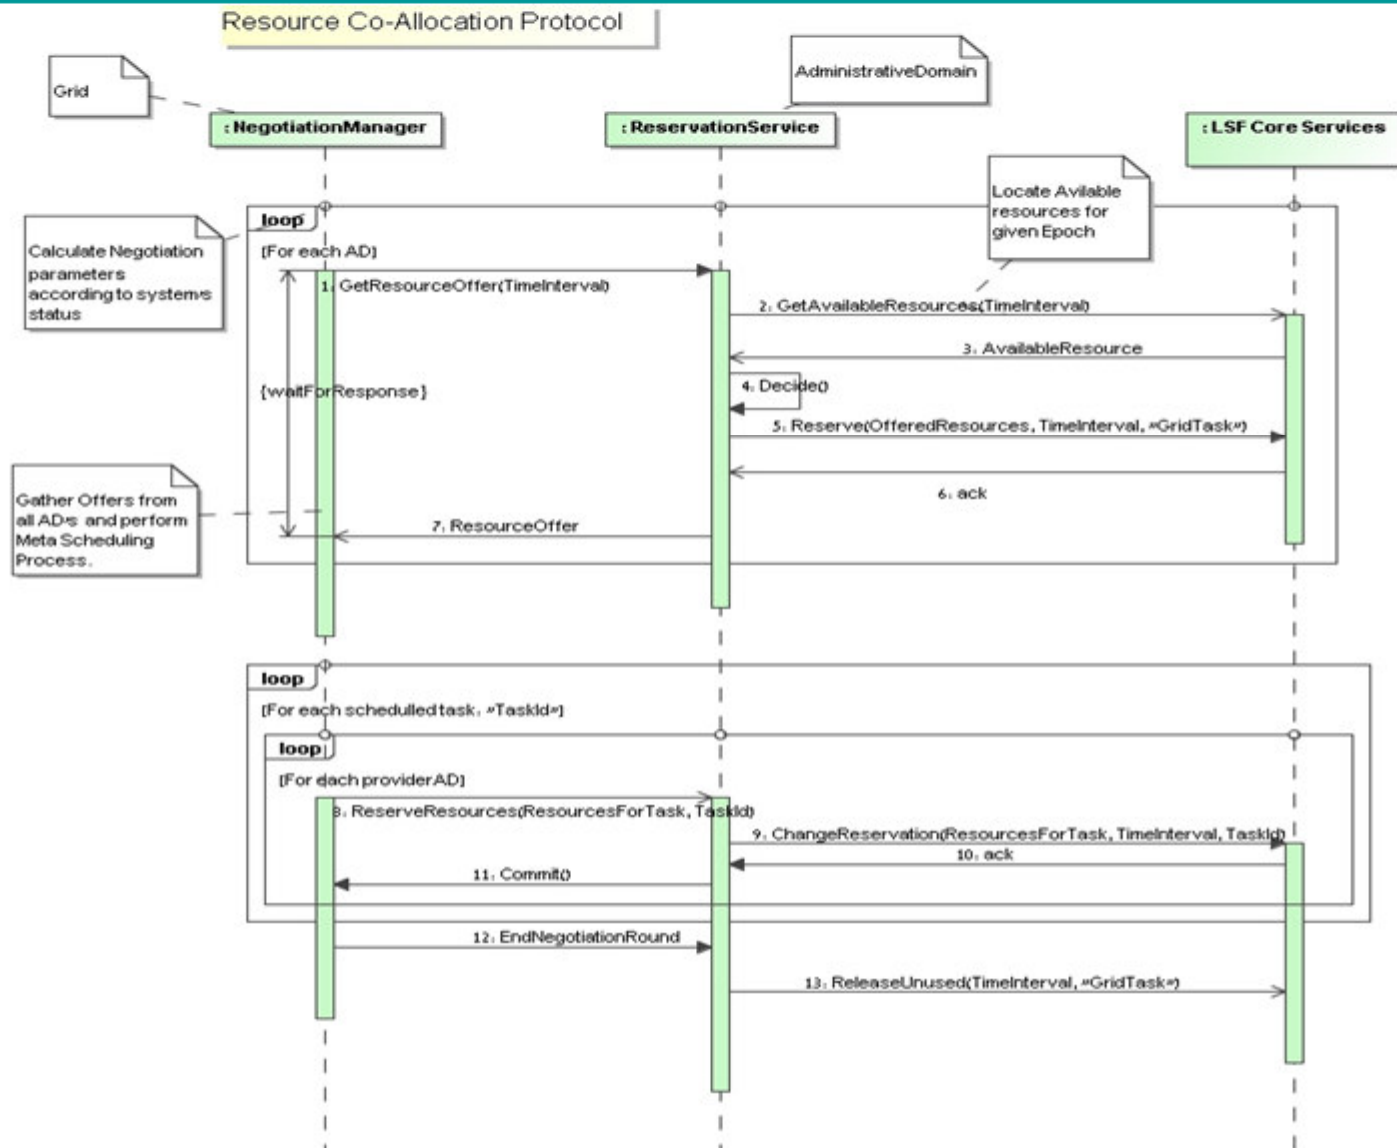 Resource Co-Allocation Protocol
Grid
AdministrativeDomain
: NegotiationManager
: ReservationService
: LSF Core Services
Locate Avilable
resources for
given Epoch
loop
Calculate Negotiation
parameters
according to system's
status
[For each AD]
1: GetResourceOffer(TimeInterval)
2: GetAvailableResources(TimeInterval)
3: AvailableResource
{waitForResponse}
4: Decide()
5: Reserve(OfferedResources, TimeInterval, "GridTask")
6: ack
Gather Offers from
all AD's and perform
Meta Scheduling
Process.
7: ResourceOffer
loop
[For each schedulled task: "TaskId"]
loop
[For each providerAD]
8: ReserveResources(ResourcesForTask, TaskId)
9: ChangeReservation(ResourcesForTask, TimeInterval, TaskId)
10: ack
11: Commit()
12: EndNegotiationRound
13: ReleaseUnused(TimeInterval, "GridTask")